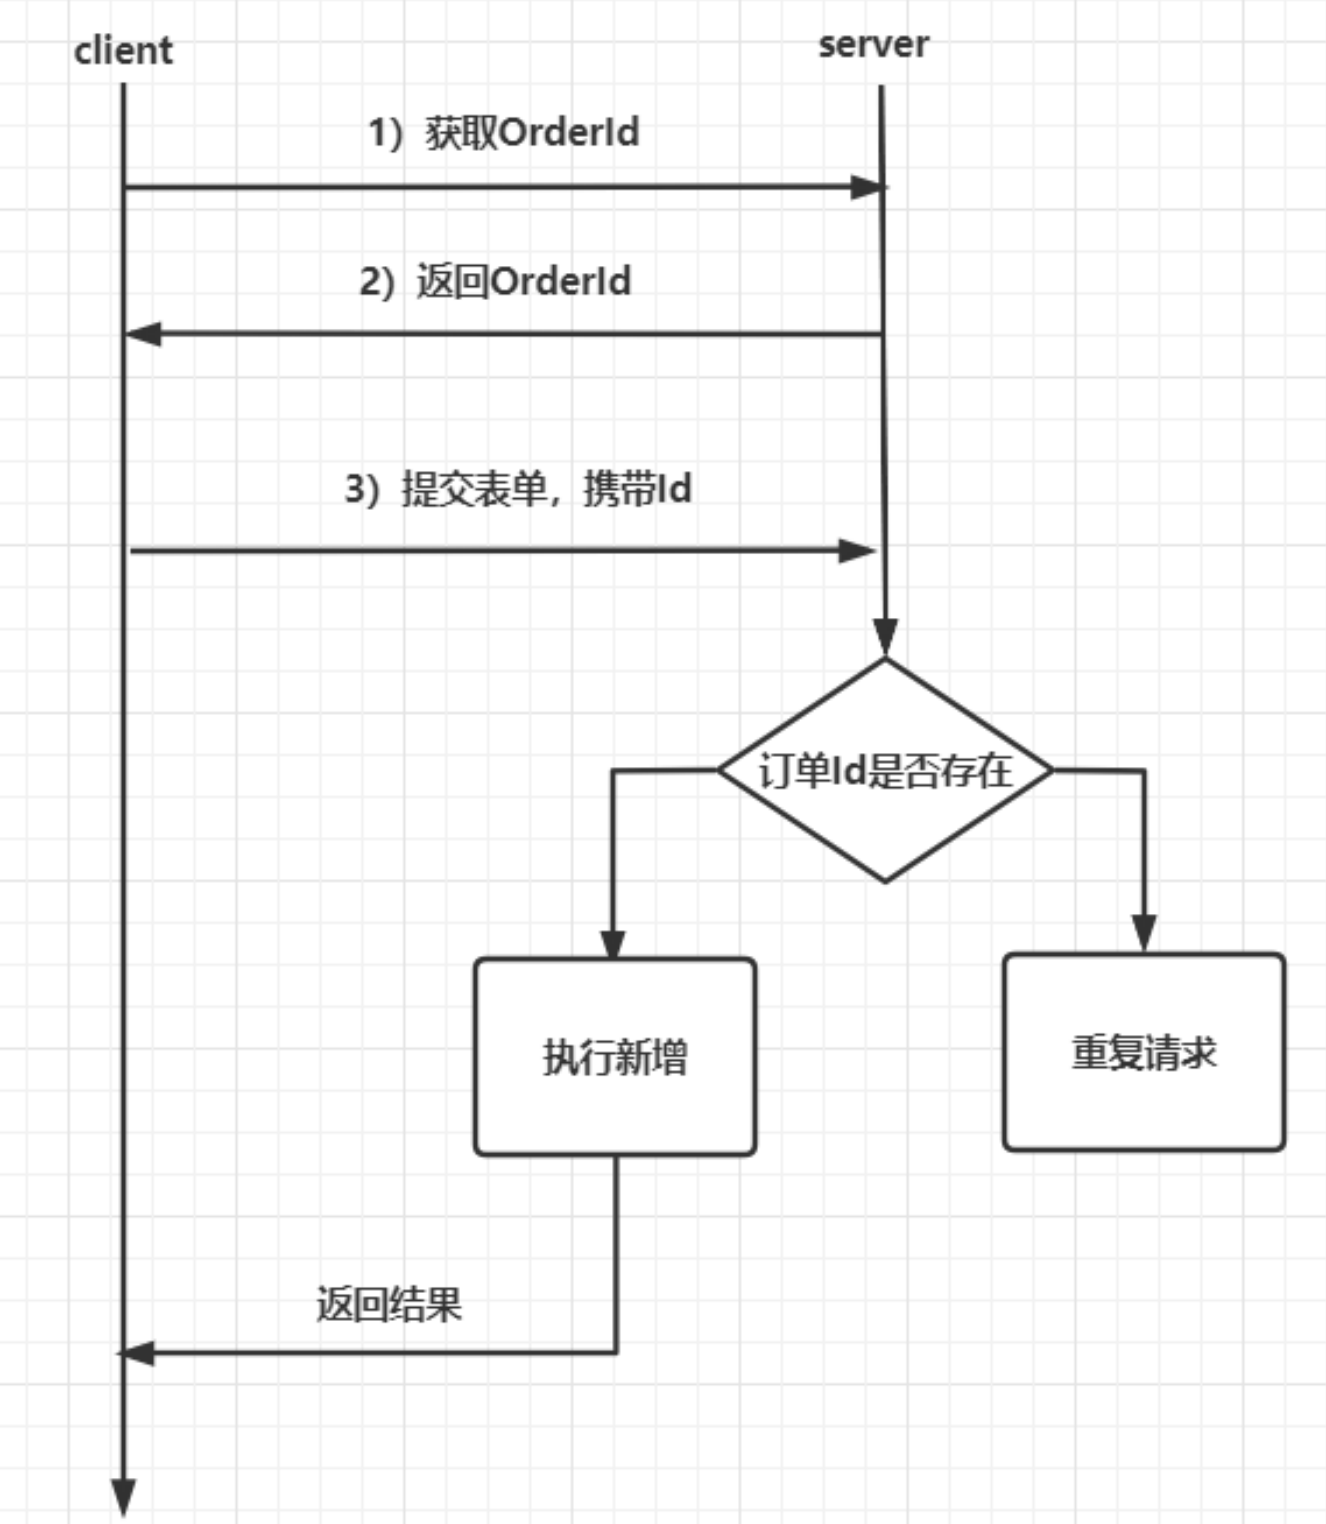 client
server
1）获取OrderId
2）返回OrderId
3）提交表单，携带Id
订单Id是否存在
执行新增
重复请求
返回结果